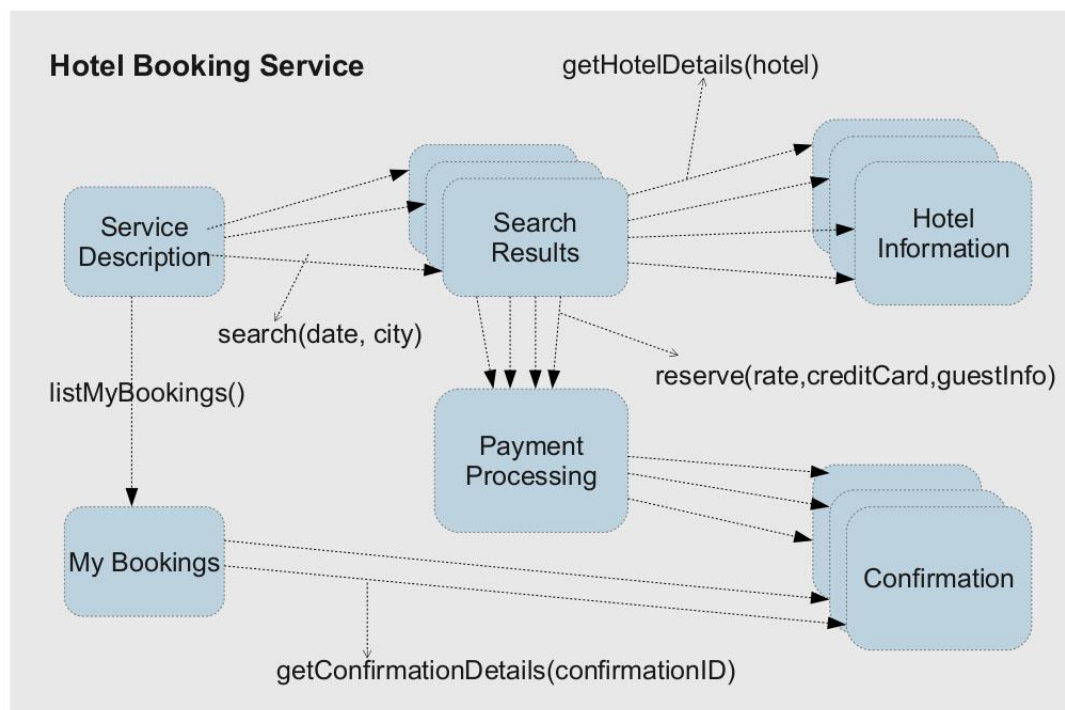 Hotel Booking Service
getHotelDetails(hotel)
Service
Description
Search
Results
Hotel
Information
search(date, city)
reserve(rate,creditCard,guestInfo)
listMyBookings()
Payment
Processing
My Bookings
Confirmation
getConfirmationDetails(confirmationID)